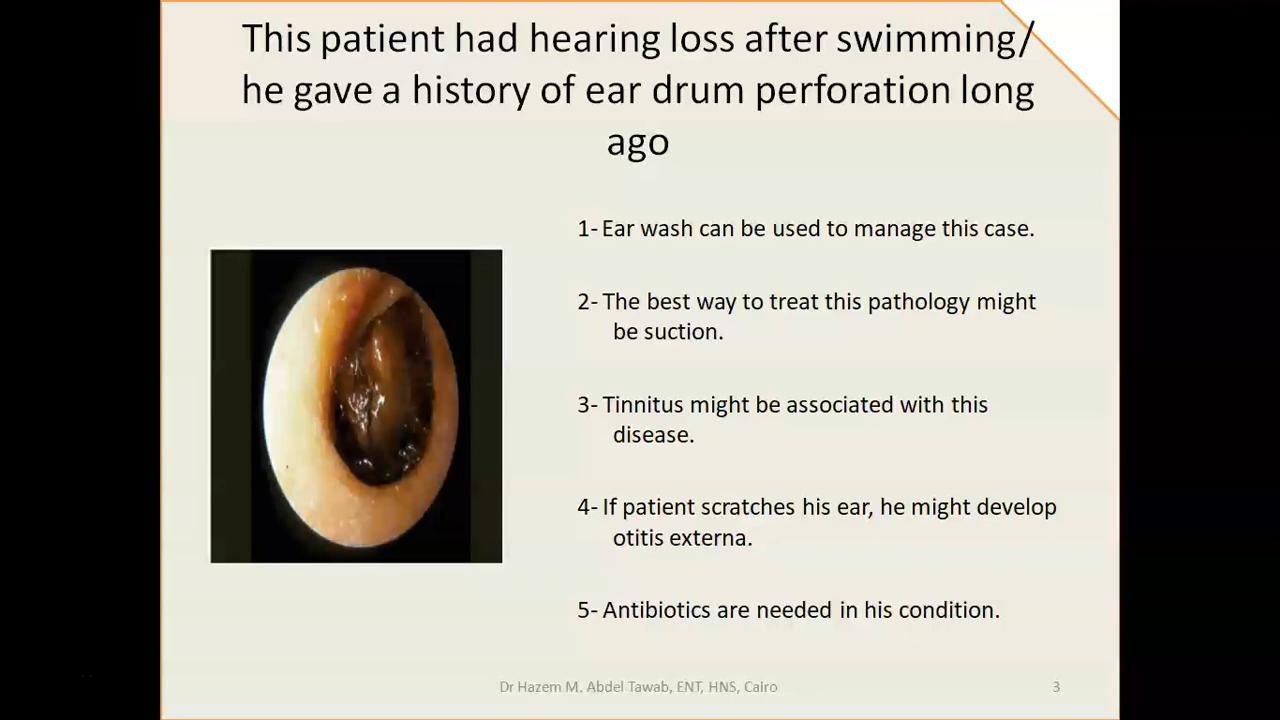 This patient had hearing loss after swimming/
he gave a history of ear drum perforation long
ago
1- Ear wash can be used to manage this case.
2- The best way to treat this pathology might
be suction.
3- Tinnitus might be associated with this
disease.
4- If patient scratches his ear, he might develop
otitis externa.
5- Antibiotics are needed in his condition.
Dr Hazem M. Abdel Tawab, ENT, HNS, Cairo
3